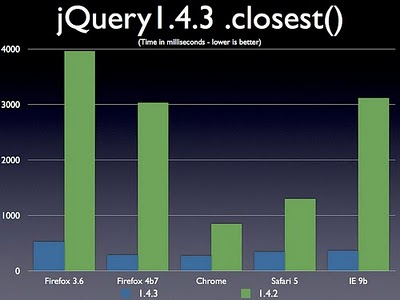 jQuery1.4.3 .closest()
(Time in milliseconds - lower is better)
4000
3000
2000
1000
0
Firefox 3.6 Firefox 4b7 Chrome Safari 5 IE 9b
1.4.3 1.4.2